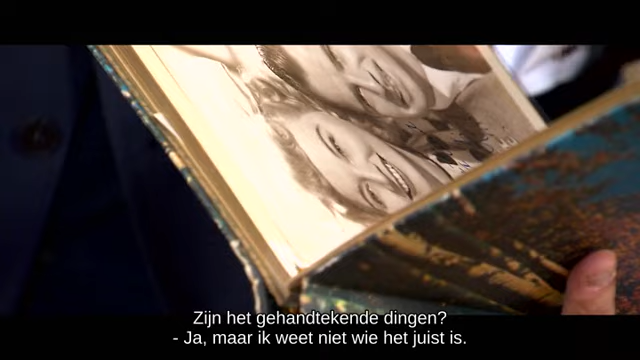 Zijn het gehandtekende dingen?
- Ja, maar ik weet niet wie het juist is.